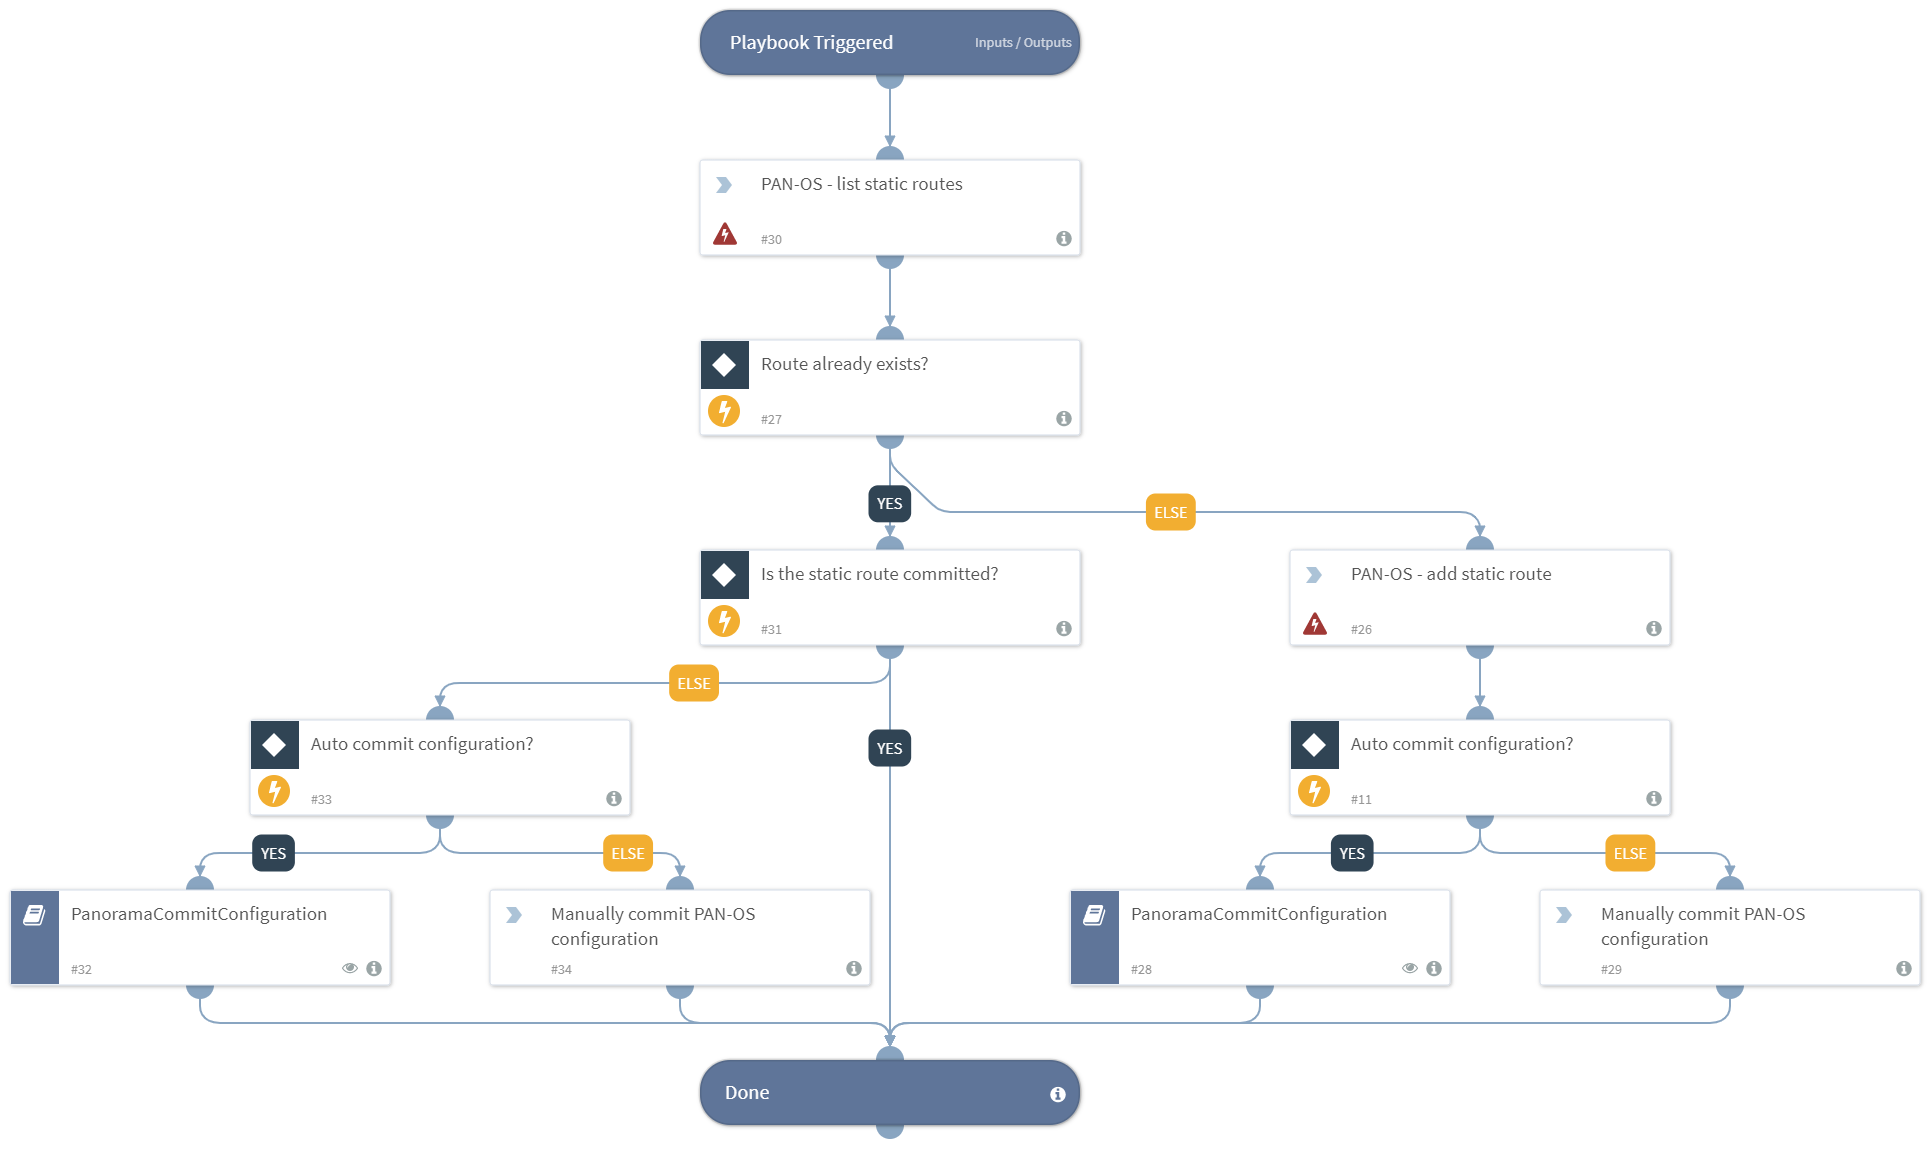 Playbook Triggered
Inputs / Outputs
PAN-OS - list static routes
#30
Route already exists?
#27
YES
ELSE
Is the static route committed?
#31
PAN-OS - add static route
#26
ELSE
YES
Auto commit configuration?
#33
Auto commit configuration?
#11
YES
ELSE
YES
ELSE
PanoramaCommitConfiguration
#32
Manually commit PAN-OS
configuration
#34
PanoramaCommitConfiguration
#28
Manually commit PAN-OS
configuration
#29
Done